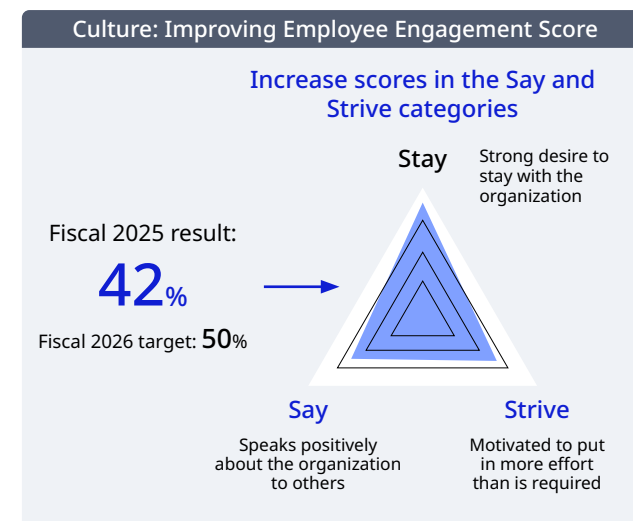 Culture: Improving Employee Engagement Score
Increase scores in the Say and
Strive categories
Stay
Strong desire to
stay with the
organization
Fiscal 2025 result:
42%
Fiscal 2026 target: 50%
Say
Speaks positively
about the organization
to others
Strive
Motivated to put
in more effort
than is required